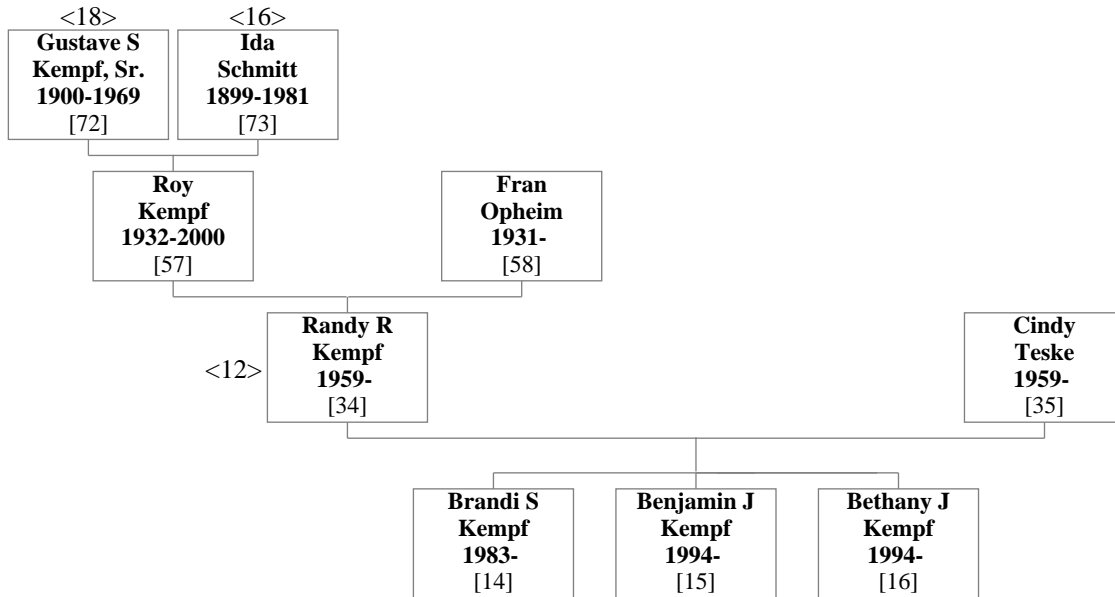 <18>
<16>
Gustave S
Kempf, Sr.
1900-1969
[72]
Ida
Schmitt
1899-1981
[73]
Roy
Kempf
1932-2000
[57]
Fran
Opheim
1931-
[58]
<12>
Randy R
Kempf
1959-
[34]
Cindy
Teske
1959-
[35]
Brandi S
Kempf
1983-
[14]
Benjamin J
Kempf
1994-
[15]
Bethany J
Kempf
1994-
[16]